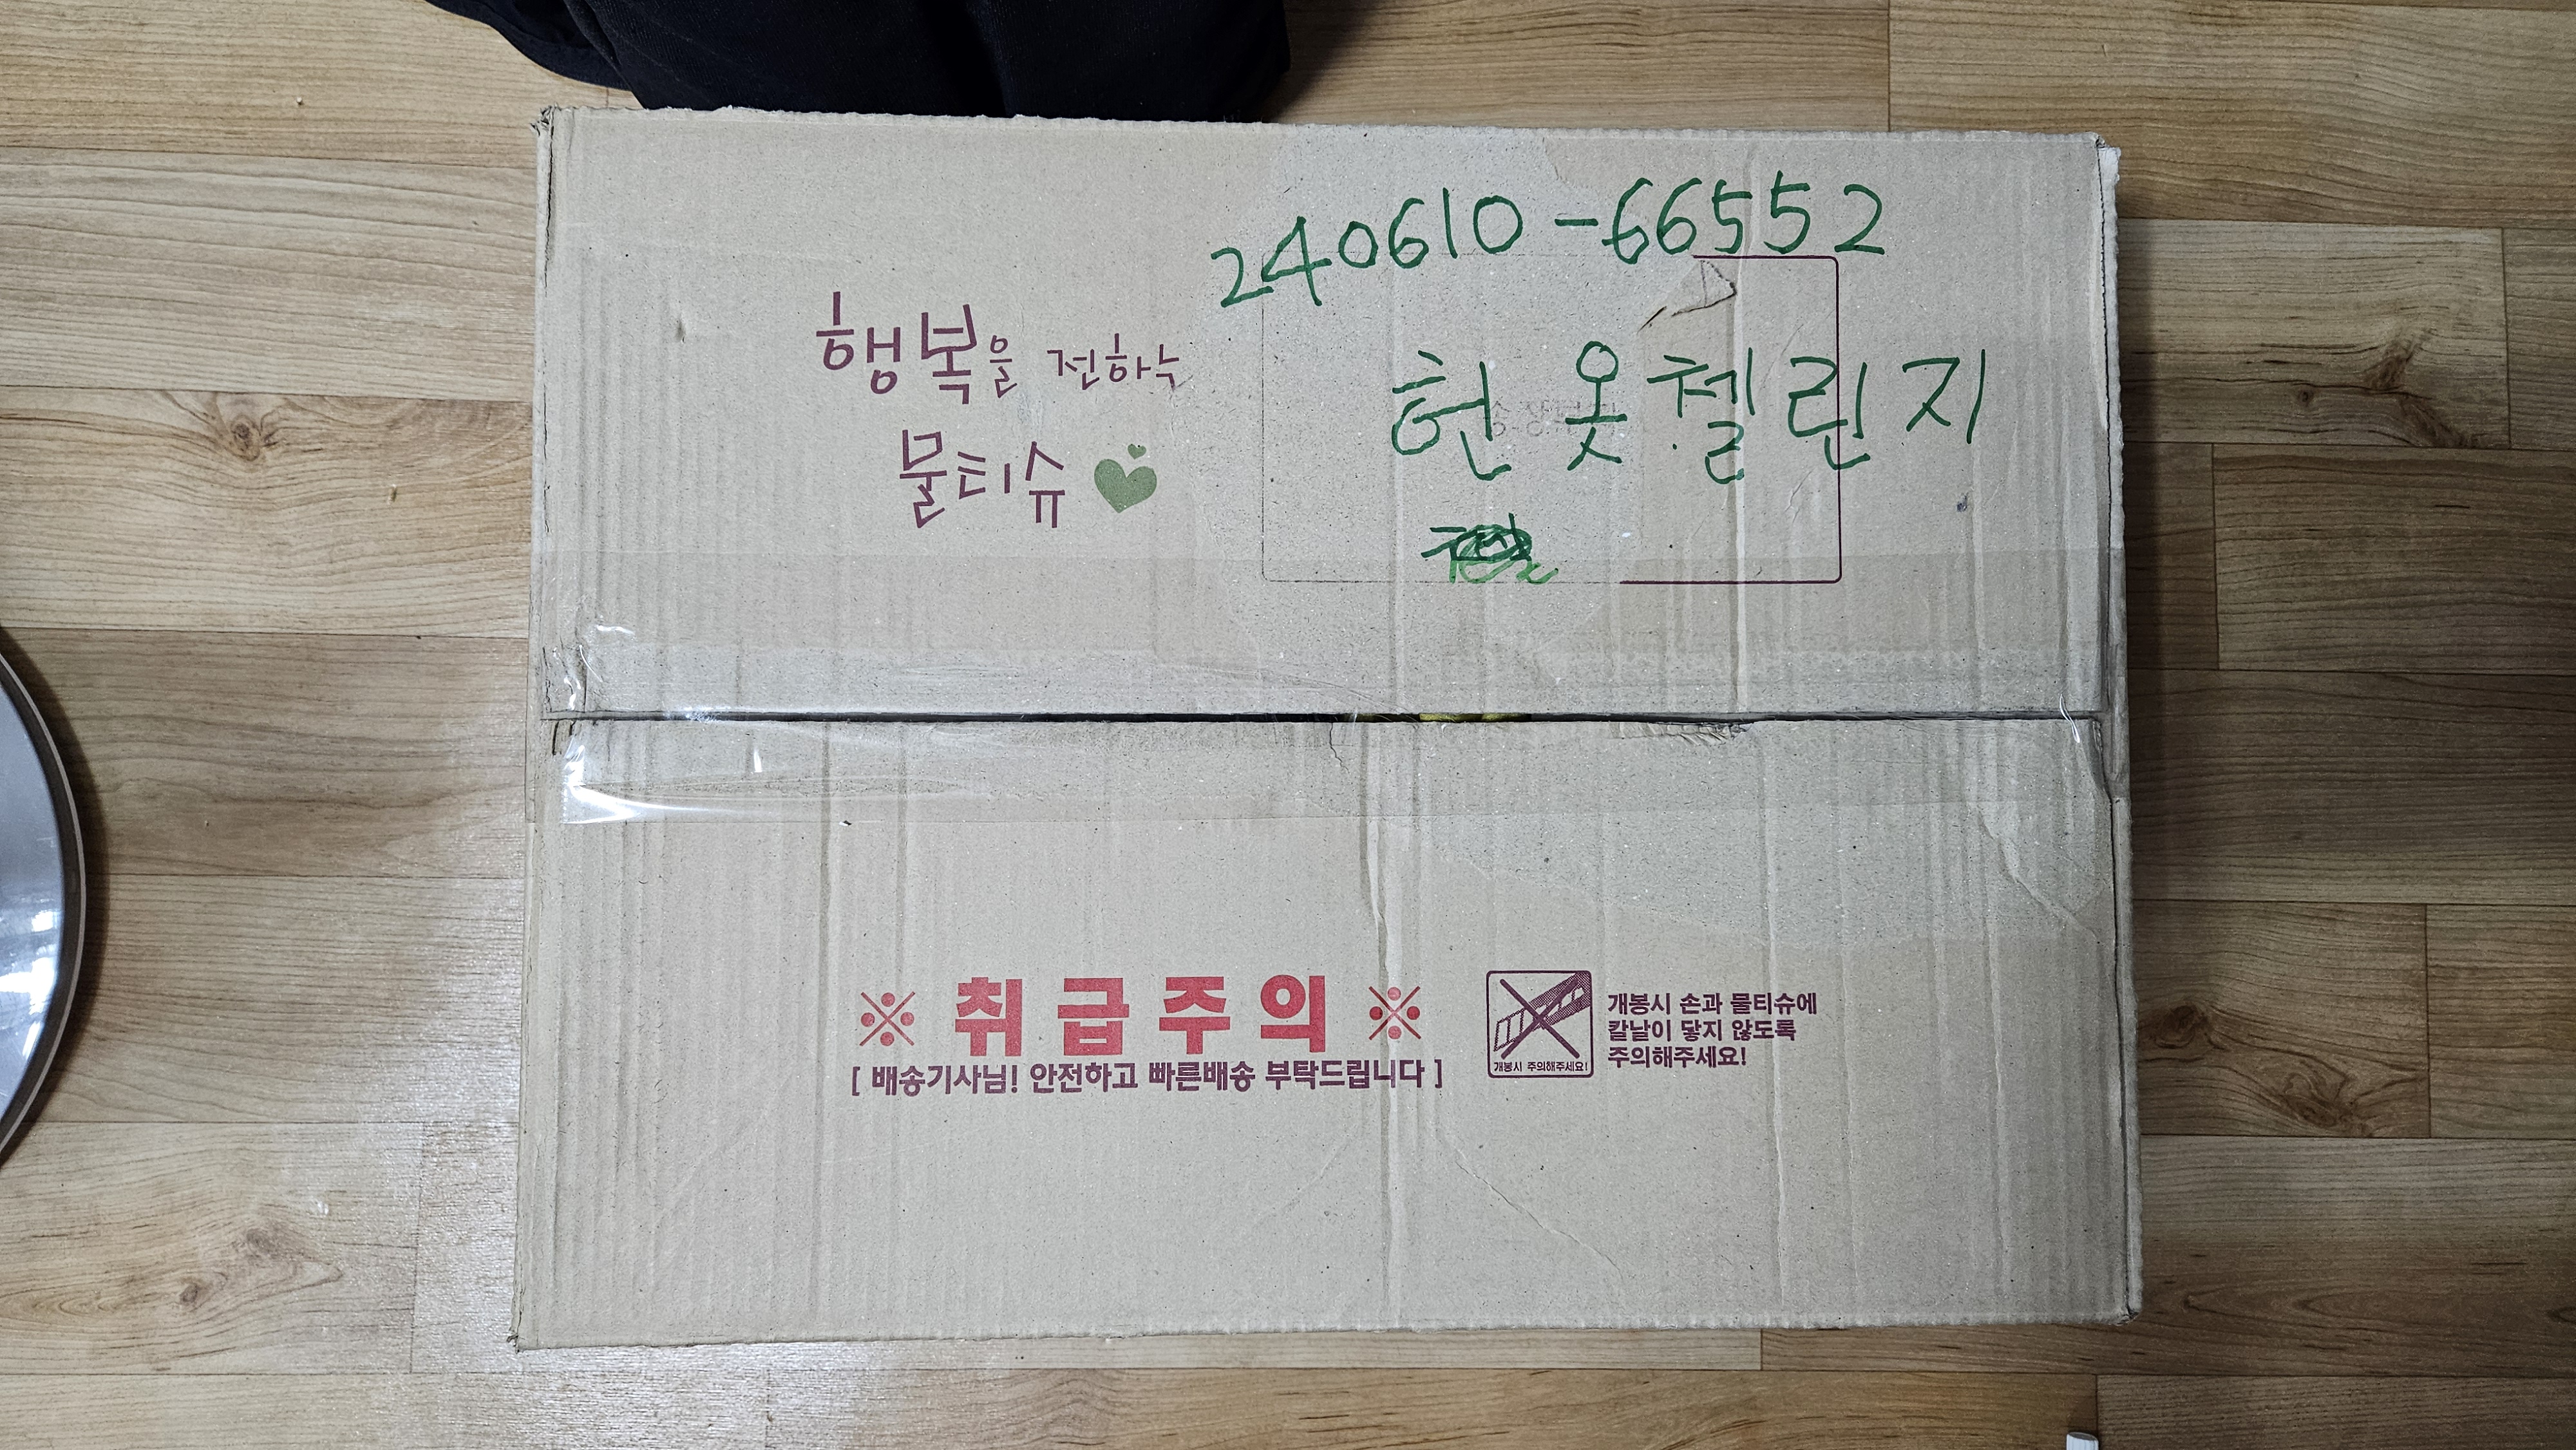 240610-66552
행복을 전하는
물티슈
헌 옷 첼린지
※ 취급주의 ※
[ 배송기사님! 안전하고 빠른배송 부탁드립니다 ]
개봉시 주의해주세요!
개봉시 손과 물티슈에
칼날이 닿지 않도록
주의해주세요!